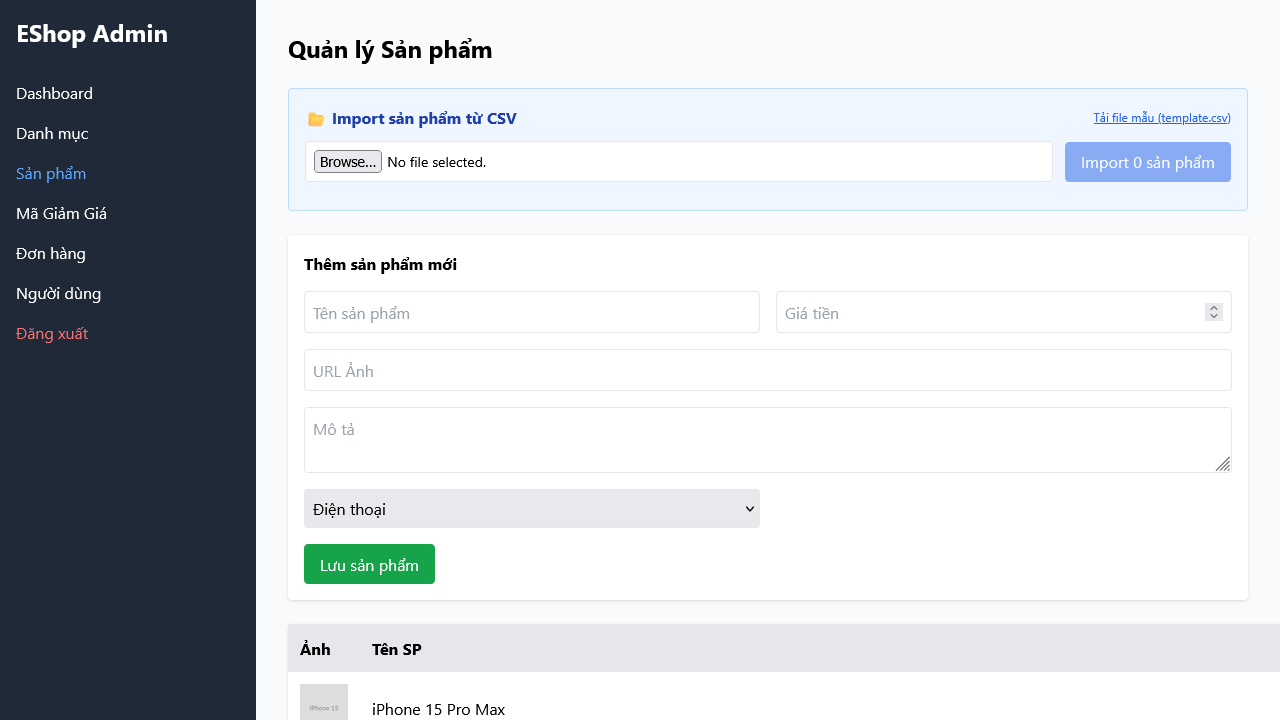 EShop Admin
Dashboard
Danh mục
Sản phẩm
Mã Giảm Giá
Đơn hàng
Người dùng
Đăng xuất
Quản lý Sản phẩm
Import sản phẩm từ CSV
Tải file mẫu (template.csv)
Browse... No file selected.
Import 0 sản phẩm
Thêm sản phẩm mới
Tên sản phẩm
Giá tiền
URL Ảnh
Mô tả
Điện thoại
Lưu sản phẩm
Ảnh Tên SP
iPhone 15
iPhone 15 Pro Max